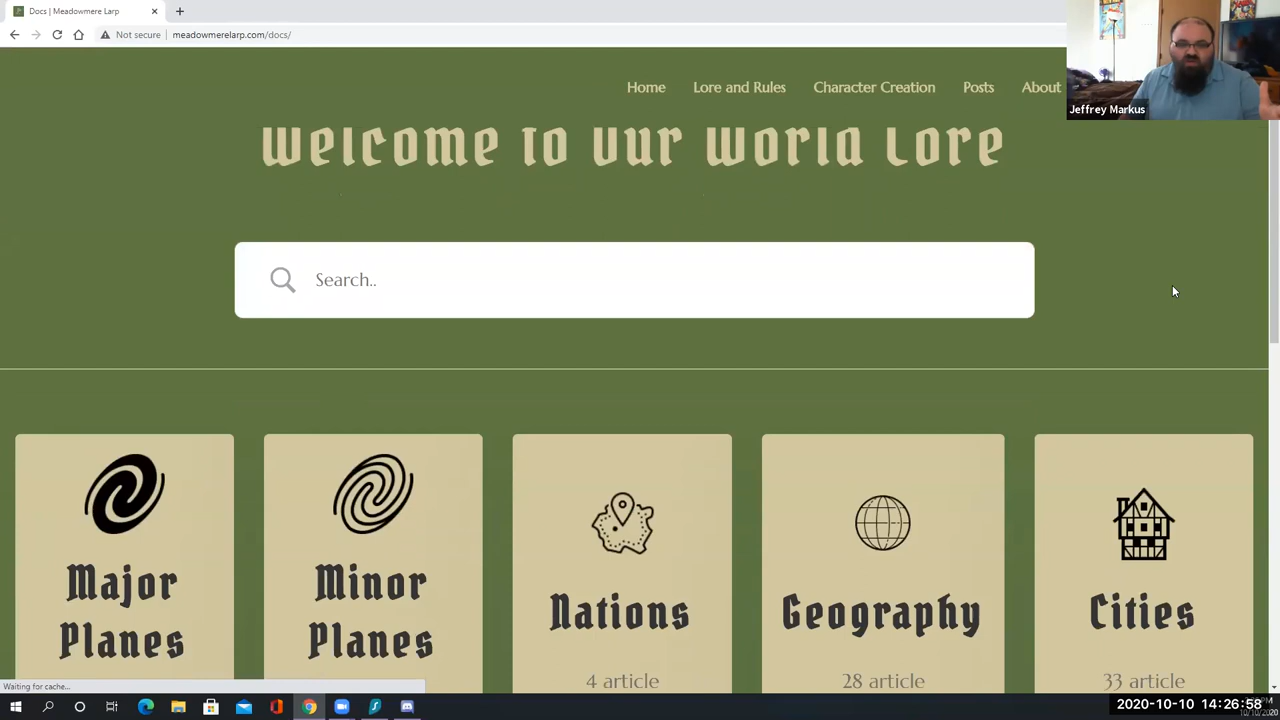 Docs | Meadowmere Larp
Not secure
meadowmerelarp.com/docs/
Home
Lore and Rules
Character Creation
Posts
About
Jeffrey Markus
Welcome To Our World Lore
Search..
Major
Planes
Minor
Planes
Nations
4 article
Geography
28 article
Cities
33 article
Waiting for cache...
2020-10-10 14:26:58